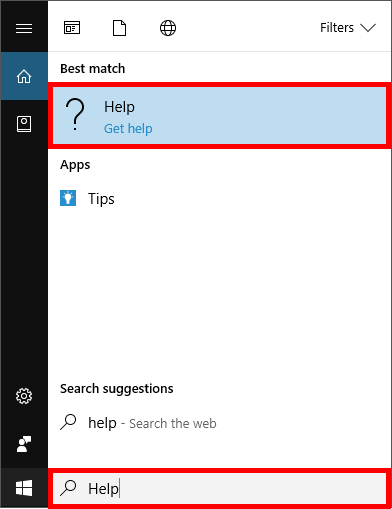 Filters
Best match
Help
Get help
Apps
Tips
Search suggestions
help - Search the web
Help